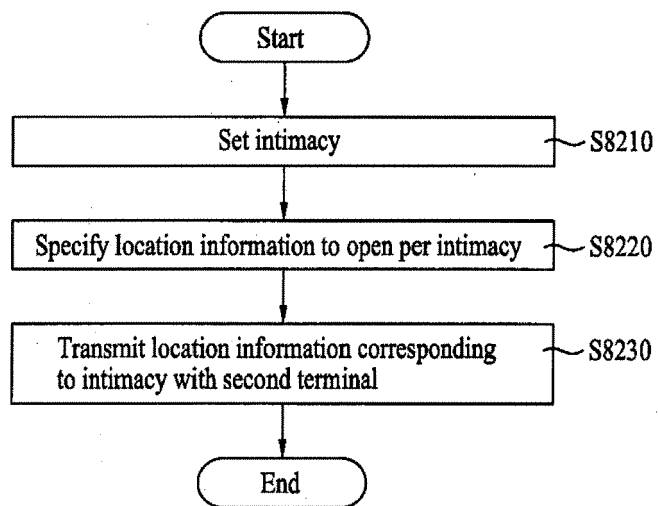 Start
Set intimacy
S8210
Specify location information to open per intimacy
S8220
Transmit location information corresponding
to intimacy with second terminal
S8230
End